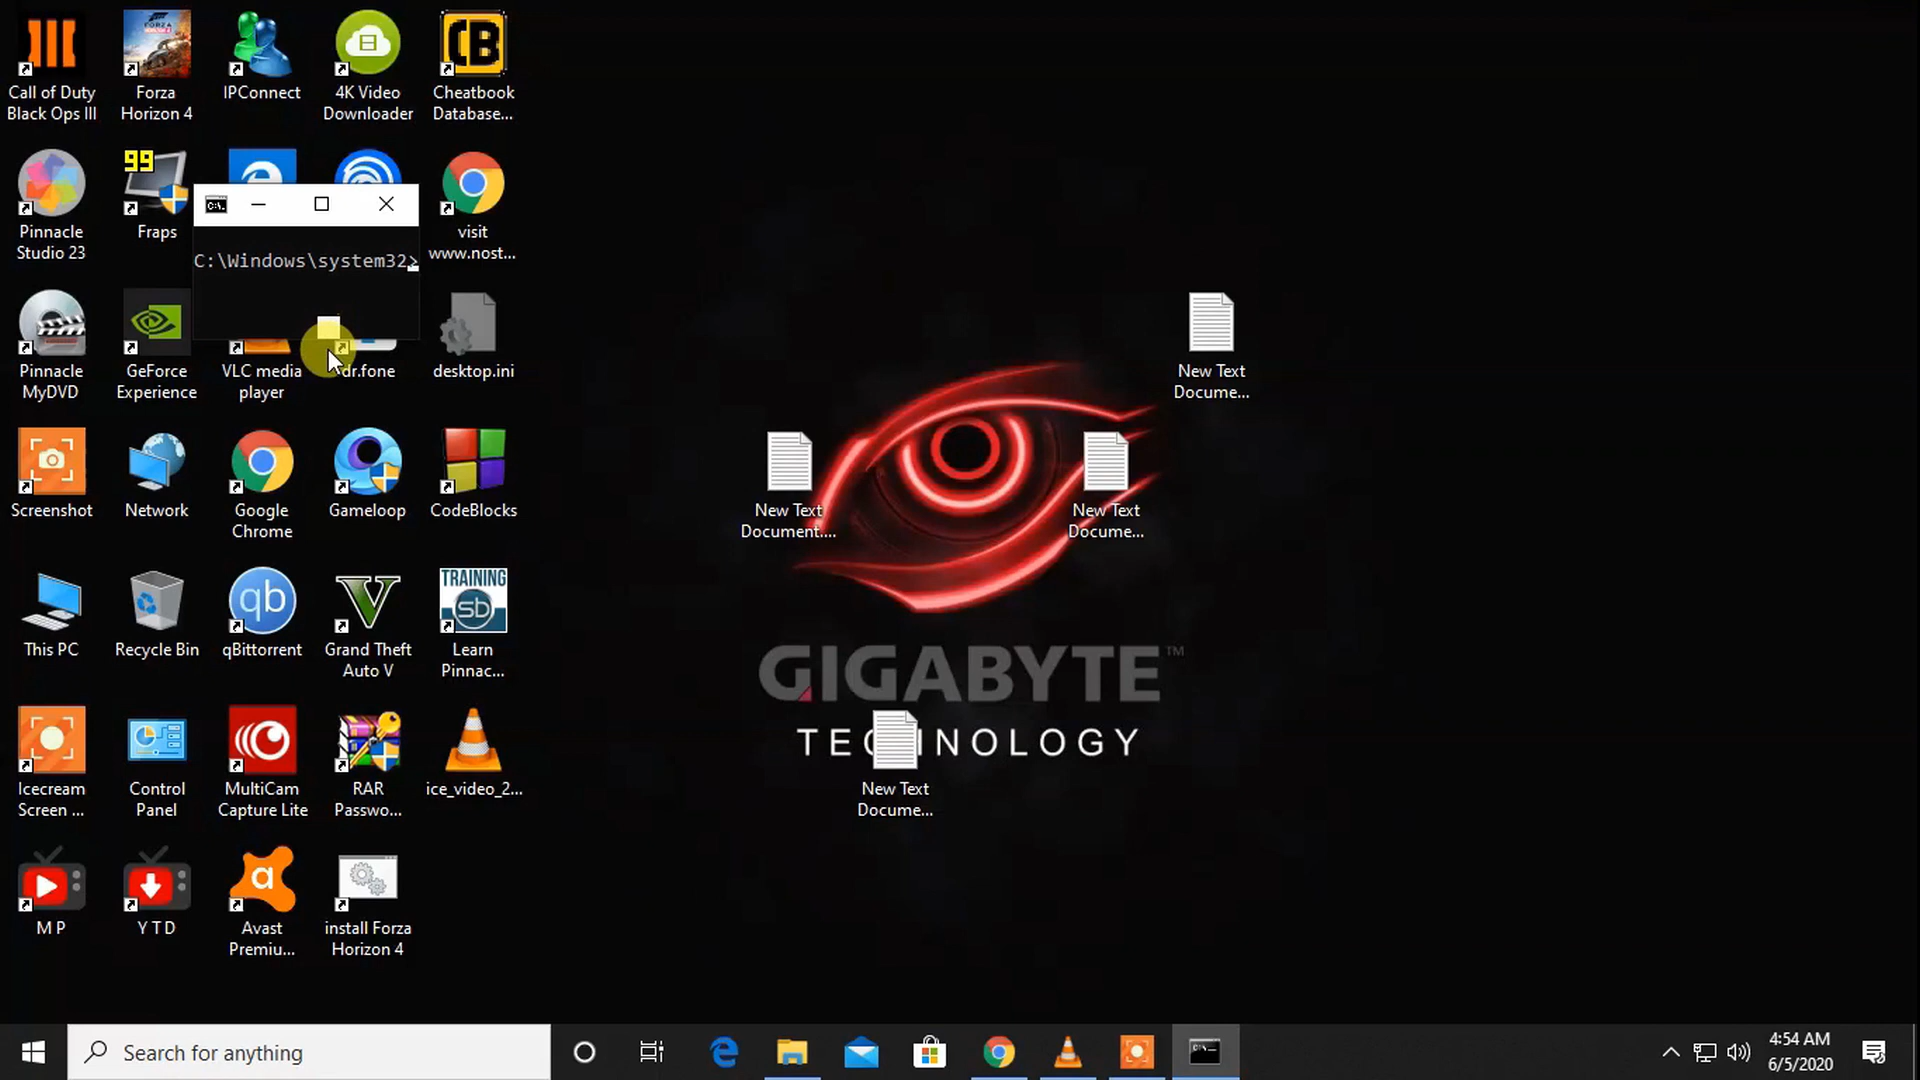 Call of Duty
Black Ops III
Forza
Horizon 4
IPConnect
4K Video
Downloader
CB
Cheatbook
Database...
Pinnacle
Studio 23
99
Fraps
visit
www.nost...
C:\Windows\system32>
Pinnacle
MyDVD
GeForce
Experience
VLC media
player
dr.fone
desktop.ini
New Text
Docume...
Screenshot
Network
Google
Chrome
Gameloop
CodeBlocks
New Text
Document....
New Text
Docume...
This PC
Recycle Bin
qb
qBittorrent
Grand Theft
Auto V
TRAINING
sb
Learn
Pinnac...
GIGABYTE™
TECHNOLOGY
Icecream
Screen ...
Control
Panel
MultiCam
Capture Lite
RAR
Passwo...
ice_video_2...
New Text
Docume...
M P
Y T D
Avast
Premiu...
install Forza
Horizon 4
Search for anything
4:54 AM
6/5/2020